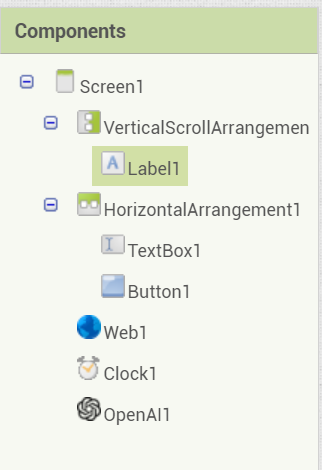 Components
Screen1
VerticalScrollArrangemen
A
Label1
HorizontalArrangement1
TextBox1
Button1
Web1
Clock1
OpenAI1